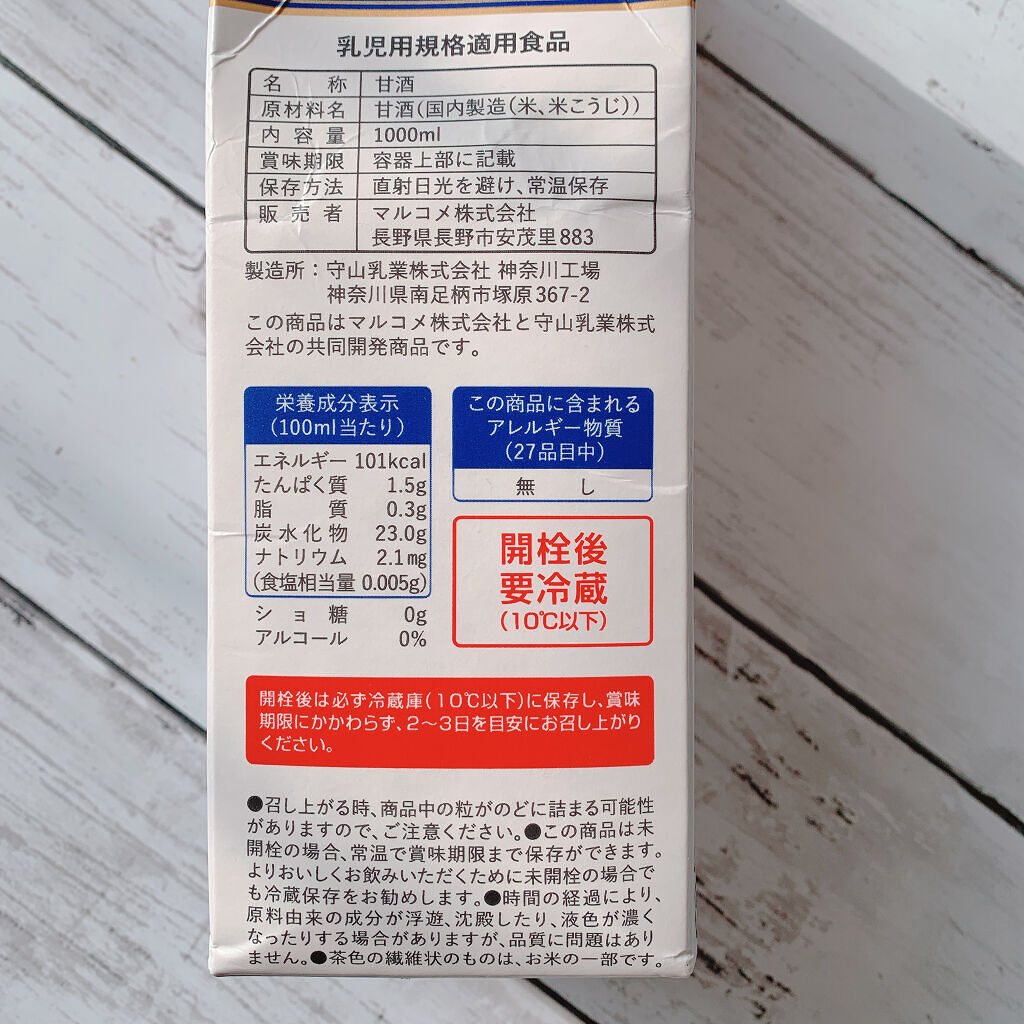 乳児用規格適用食品
名称 甘酒
原材料名 甘酒(国内製造(米、米こうじ))
内容量 1000ml
賞味期限 容器上部に記載
保存方法 直射日光を避け、常温保存
販売者 マルコメ株式会社
長野県長野市安茂里883
製造所：守山乳業株式会社 神奈川工場
神奈川県南足柄市塚原367-2
この商品はマルコメ株式会社と守山乳業株式
会社の共同開発商品です。
栄養成分表示
(100ml当たり)
エネルギー 101kcal
たんぱく質 1.5g
脂質 0.3g
炭水化物 23.0g
ナトリウム 2.1mg
(食塩相当量 0.005g)
ショ糖 0g
アルコール 0%
この商品に含まれる
アレルギー物質
(27品目中)
無し
開栓後
要冷蔵
(10℃以下)
開栓後は必ず冷蔵庫(10℃以下)に保存し、賞味
期限にかかわらず、2〜3日を目安にお召し上がり
ください。
●召し上がる時、商品中の粒がのどに詰まる可能性
がありますので、ご注意ください。●この商品は未
開栓の場合、常温で賞味期限まで保存ができます。
よりおいしくお飲みいただくために未開栓の場合で
も冷蔵保存をお勧めします。●時間の経過により、
原料由来の成分が浮遊、沈殿したり、液色が濃く
なったりする場合がありますが、品質に問題はあり
ません。●茶色の繊維状のものは、お米の一部です。